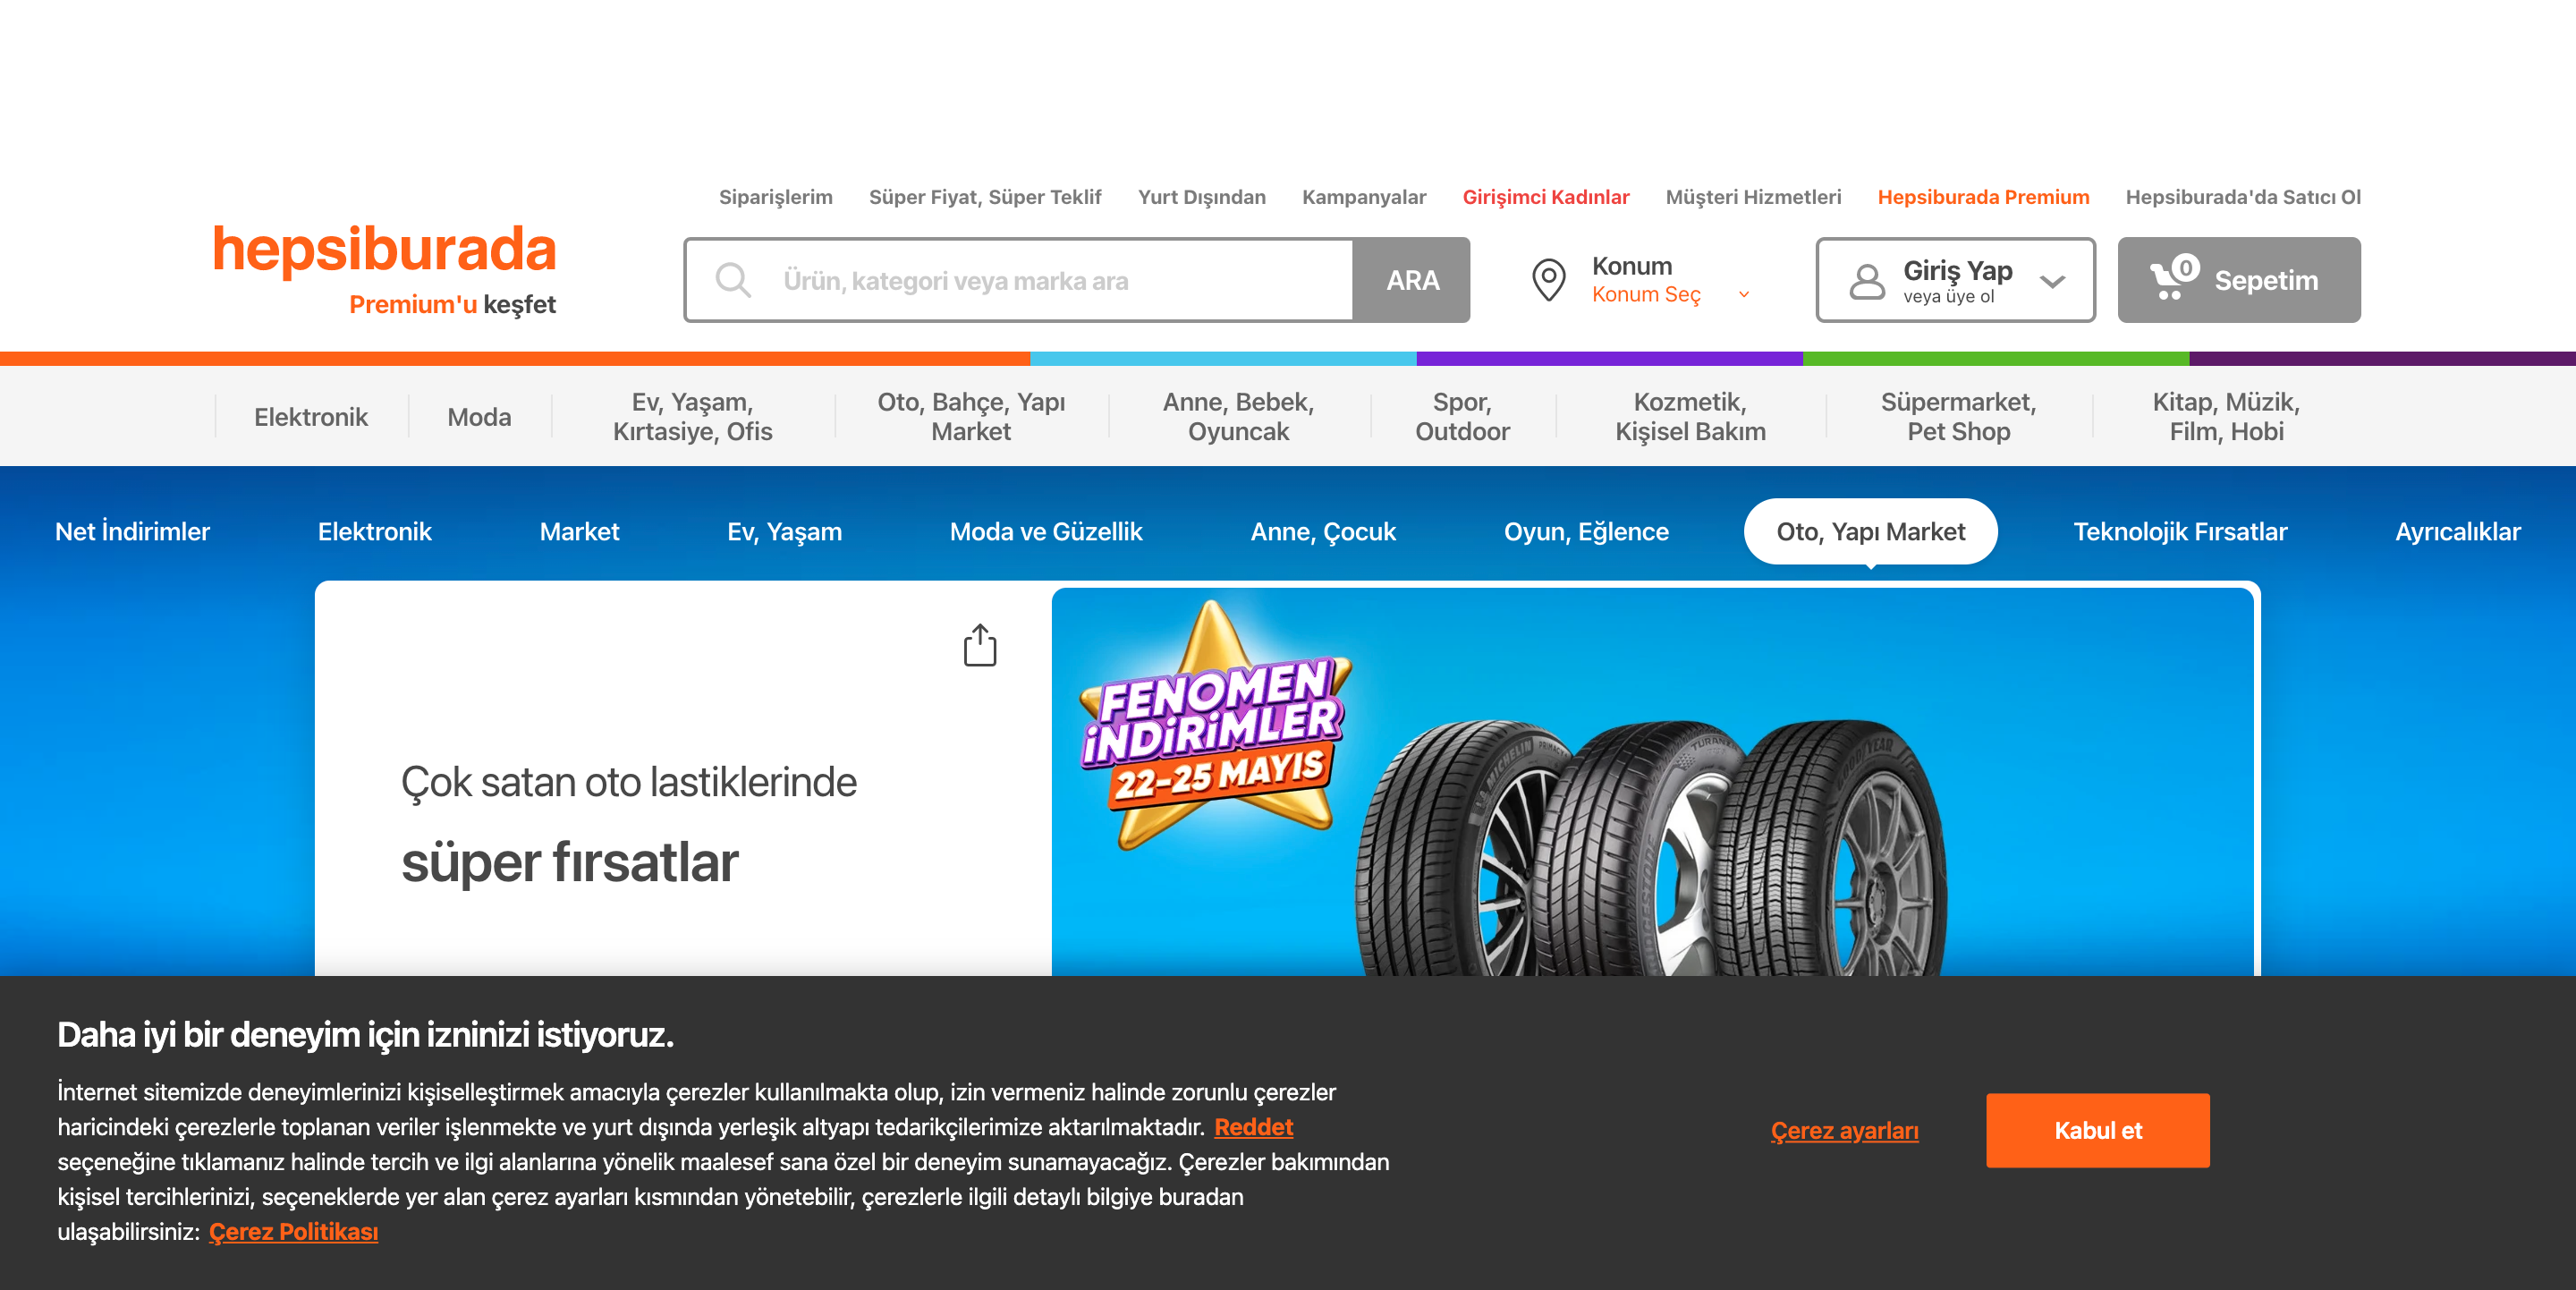 Siparişlerim Süper Fiyat, Süper Teklif Yurt Dışından Kampanyalar Girişimci Kadınlar Müşteri Hizmetleri Hepsiburada Premium Hepsiburada'da Satıcı Ol
hepsiburada
Premium'u keşfet
Ürün, kategori veya marka ara
ARA
Konum
Konum Seç
Giriş Yap
veya üye ol
0
Sepetim
Elektronik
Moda
Ev, Yaşam,
Kırtasiye, Ofis
Oto, Bahçe, Yapı
Market
Anne, Bebek,
Oyuncak
Spor,
Outdoor
Kozmetik,
Kişisel Bakım
Süpermarket,
Pet Shop
Kitap, Müzik,
Film, Hobi
Net İndirimler Elektronik Market Ev, Yaşam Moda ve Güzellik Anne, Çocuk Oyun, Eğlence Oto, Yapı Market Teknolojik Fırsatlar Ayrıcalıklar
Çok satan oto lastiklerinde
süper fırsatlar
FENOMEN
İNDİRİMLER
22-25 MAYIS
MICHELIN
BRIDGESTONE
GOODYEAR
Daha iyi bir deneyim için izninizi istiyoruz.
İnternet sitemizde deneyimlerinizi kişiselleştirmek amacıyla çerezler kullanılmakta olup, izin vermeniz halinde zorunlu çerezler
haricindeki çerezlerle toplanan veriler işlenmekte ve yurt dışında yerleşik altyapı tedarikçilerimize aktarılmaktadır. Reddet
seçeneğine tıklamanız halinde tercih ve ilgi alanlarına yönelik maalesef sana özel bir deneyim sunamayacağız. Çerezler bakımından
kişisel tercihlerinizi, seçeneklerde yer alan çerez ayarları kısmından yönetebilir, çerezlerle ilgili detaylı bilgiye buradan
ulaşabilirsiniz: Çerez Politikası
Çerez ayarları
Kabul et